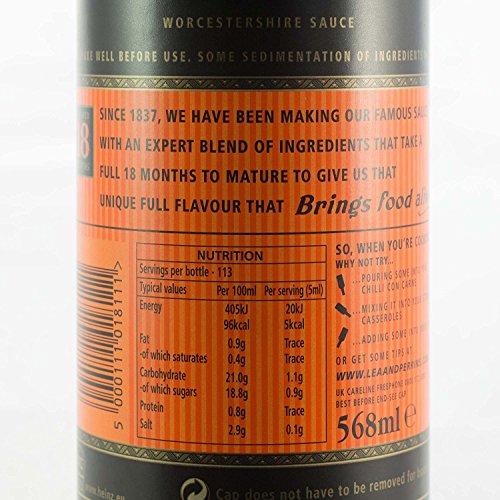 WORCESTERSHIRE SAUCE
WELL BEFORE USE. SOME SEDIMENTATION OF INGREDIENTS
18
SINCE 1837, WE HAVE BEEN MAKING OUR FAMOUS
WITH AN EXPERT BLEND OF INGREDIENTS THAT TAKE A
FULL 18 MONTHS TO MATURE TO GIVE US THAT
UNIQUE FULL FLAVOUR THAT Brings food
NUTRITION
Servings per bottle - 113
Typical values Per 100ml Per serving (5ml)
Energy 405kJ 20kJ
96kcal 5kcal
Fat 0.9g Trace
-of which saturates 0.4g Trace
Carbohydrate 21.0g 1.1g
-of which sugars 18.8g 0.9g
Protein 0.8g Trace
Salt 2.9g 0.1g
5 000111 018111 >
SO, WHEN YOU'RE
WHY NOT TRY...
...POURING SOME
CHILLI CON CARNE
...MIXING IT INTO
CASSEROLES
...ADDING SOME
OR GET SOME TIPS AT
WWW.LEAANDPERRINS
UK CARELINE FREEPHONE
BEST BEFORE END-SEE CAP
568ml e
www.heinz.eu
Cap does not have to be removed for